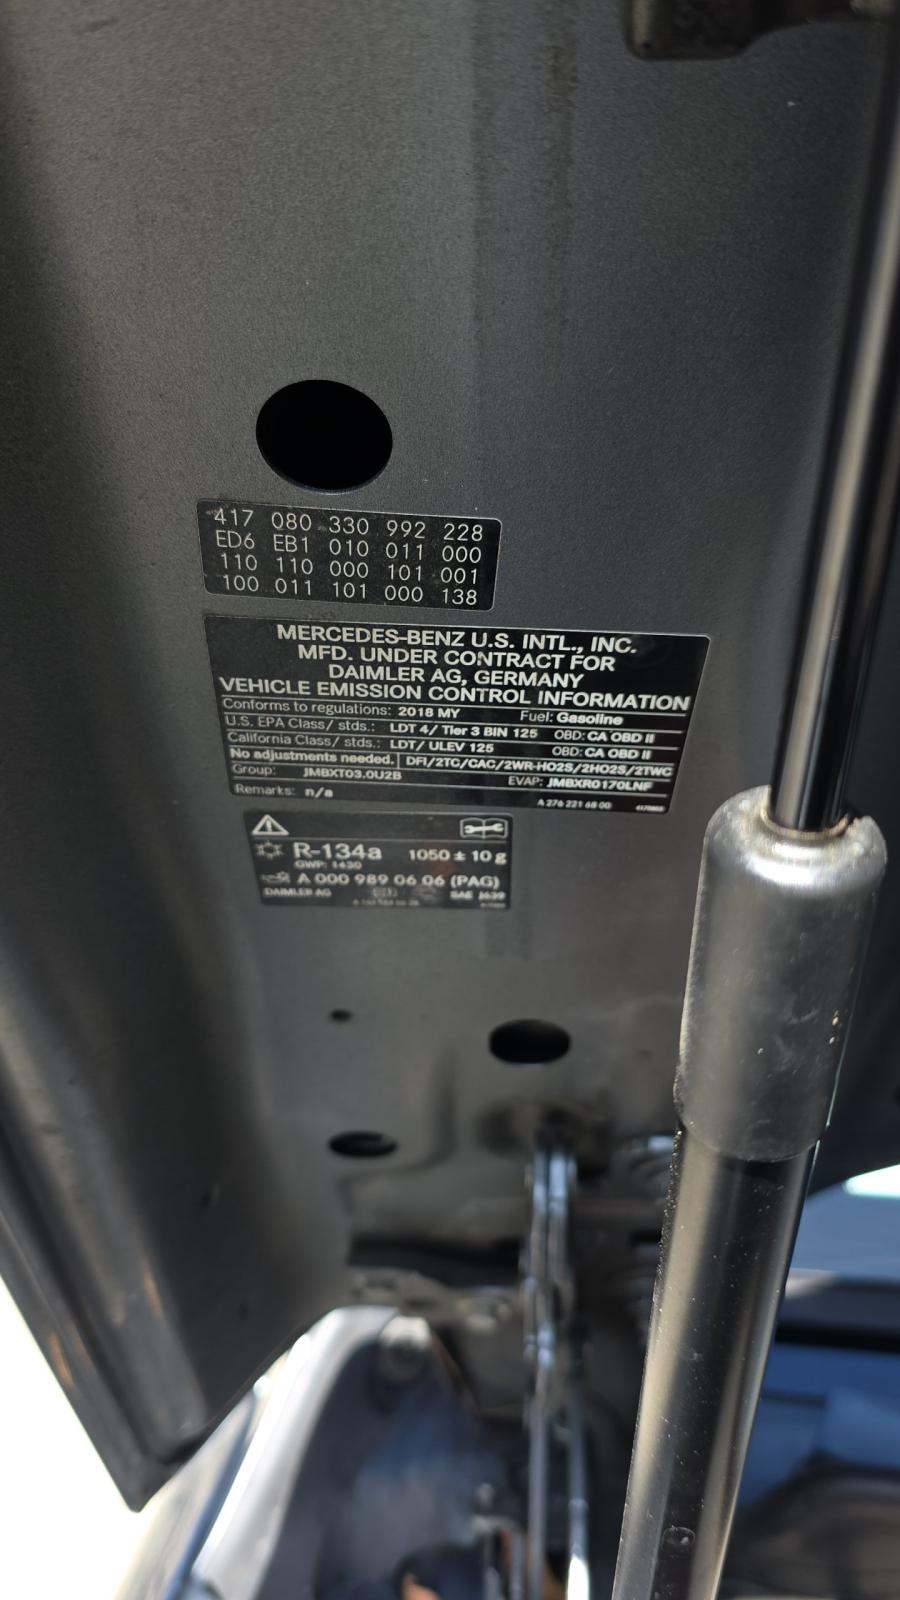 417 080 330 992 228
ED6 EB1 010 011 000
110 110 000 101 001
100 011 101 000 138
MERCEDES-BENZ U.S. INTL., INC.
MFD. UNDER CONTRACT FOR
DAIMLER AG, GERMANY
VEHICLE EMISSION CONTROL INFORMATION
Conforms to regulations: 2018 MY Fuel: Gasoline
U.S. EPA Class/ stds.: LDT 4/ Tier 3 BIN 125 OBD: CA OBD II
California Class/ stds.: LDT/ ULEV 125 OBD: CA OBD II
No adjustments needed. DFI/2TC/CAC/2WR-HO2S/2HO2S/2TWC
Group: JMBXT03.0U2B EVAP: JMBXR0170LNF
Remarks: n/a
A 276 221 68 00
R-134a 1050 ± 10 g
GWP: 1430
A 000 989 06 06 (PAG)
DAIMLER AG SAE J639